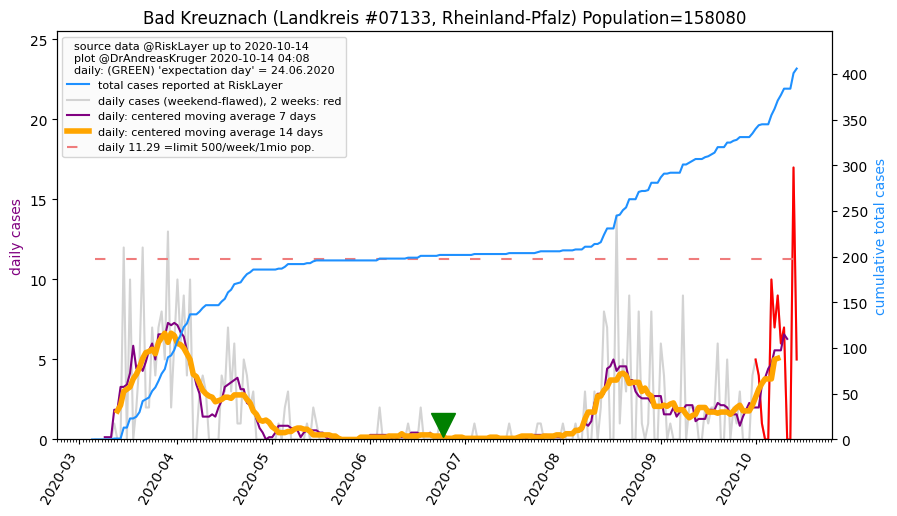 Bad Kreuznach (Landkreis #07133, Rheinland-Pfalz) Population=158080
source data @RiskLayer up to 2020-10-14
plot @DrAndreasKruger 2020-10-14 04:08
daily: (GREEN) 'expectation day' = 24.06.2020
total cases reported at RiskLayer
daily cases (weekend-flawed), 2 weeks: red
daily: centered moving average 7 days
daily: centered moving average 14 days
daily 11.29 =limit 500/week/1mio pop.
daily cases
25
20
15
10
5
0
cumulative total cases
400
350
300
250
200
150
100
50
0
2020-03
2020-04
2020-05
2020-06
2020-07
2020-08
2020-09
2020-10